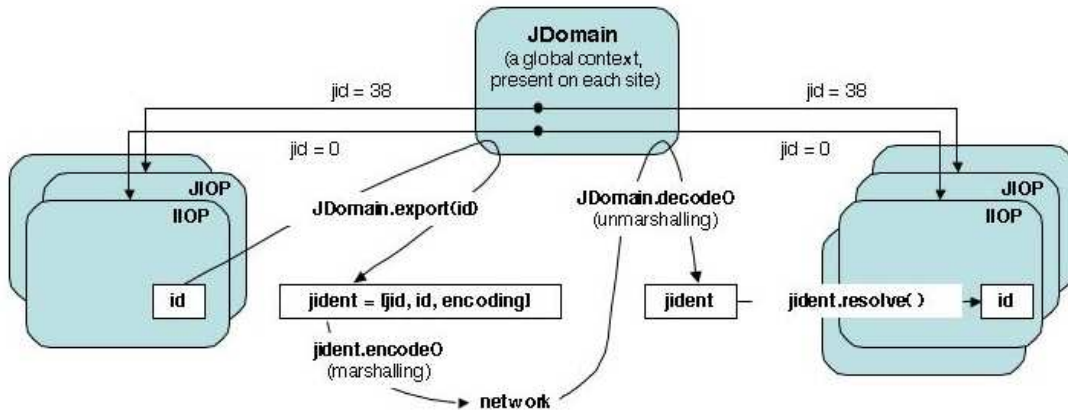 JDomain
(a global context,
present on each site)
jid = 38
jid = 38
jid = 0
jid = 0
JIOP
IIOP
JDomain.export(id)
JDomain.decode()
(unmarshalling)
JIOP
IIOP
id
jident = [jid, id, encoding]
jident
jident.resolve( )
id
jident.encode()
(marshalling)
network